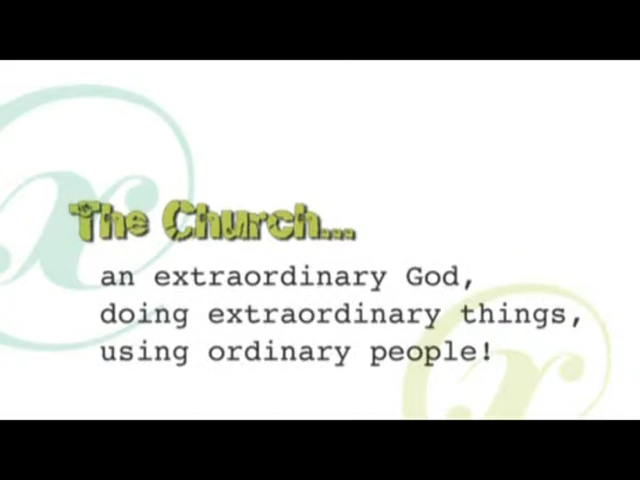 The Church...
an extraordinary God,
doing extraordinary things,
using ordinary people!
x
x